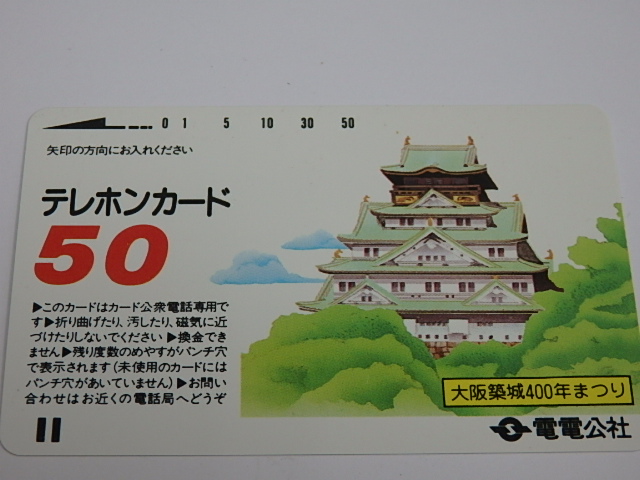 0 1 5 10 30 50
矢印の方向にお入れください
テレホンカード
50
▶このカードはカード公衆電話専用で
す▶折り曲げたり、汚したり、磁気に近
づけたりしないでください▶換金でき
ません▶残り度数のめやすがパンチ穴
で表示されます(未使用のカードには
パンチ穴があいていません)▶お問い
合わせはお近くの電話局へどうぞ
大阪築城400年まつり
電電公社